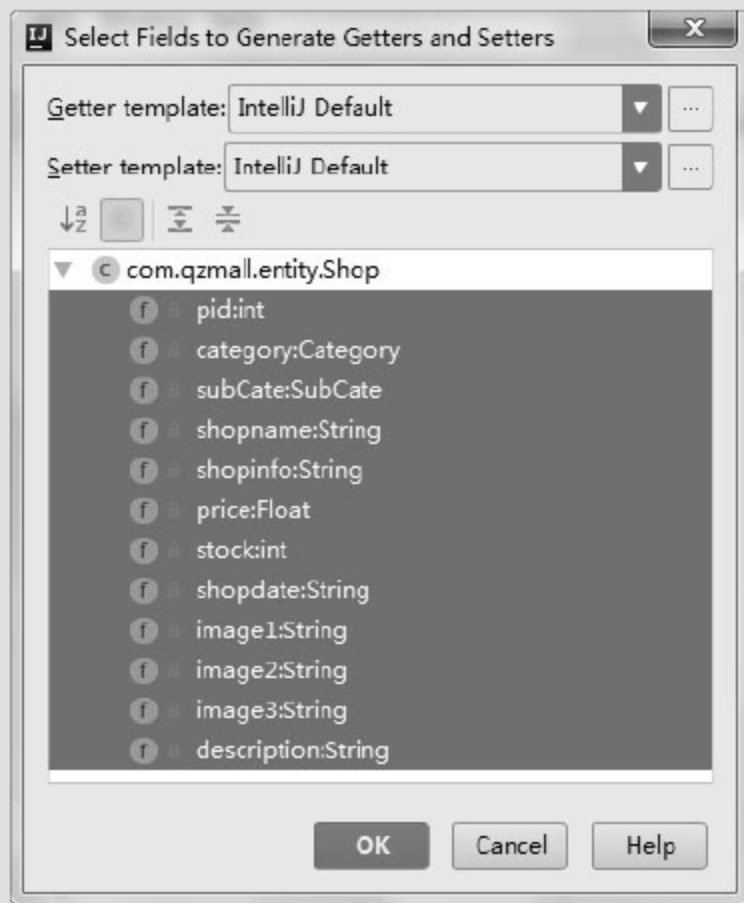 IJ Select Fields to Generate Getters and Setters X
Getter template: IntelliJ Default ...
Setter template: IntelliJ Default ...
a
z
C com.qzmall.entity.Shop
f pid:int
f category:Category
f subCate:SubCate
f shopname:String
f shopinfo:String
f price:Float
f stock:int
f shopdate:String
f image1:String
f image2:String
f image3:String
f description:String
OK Cancel Help